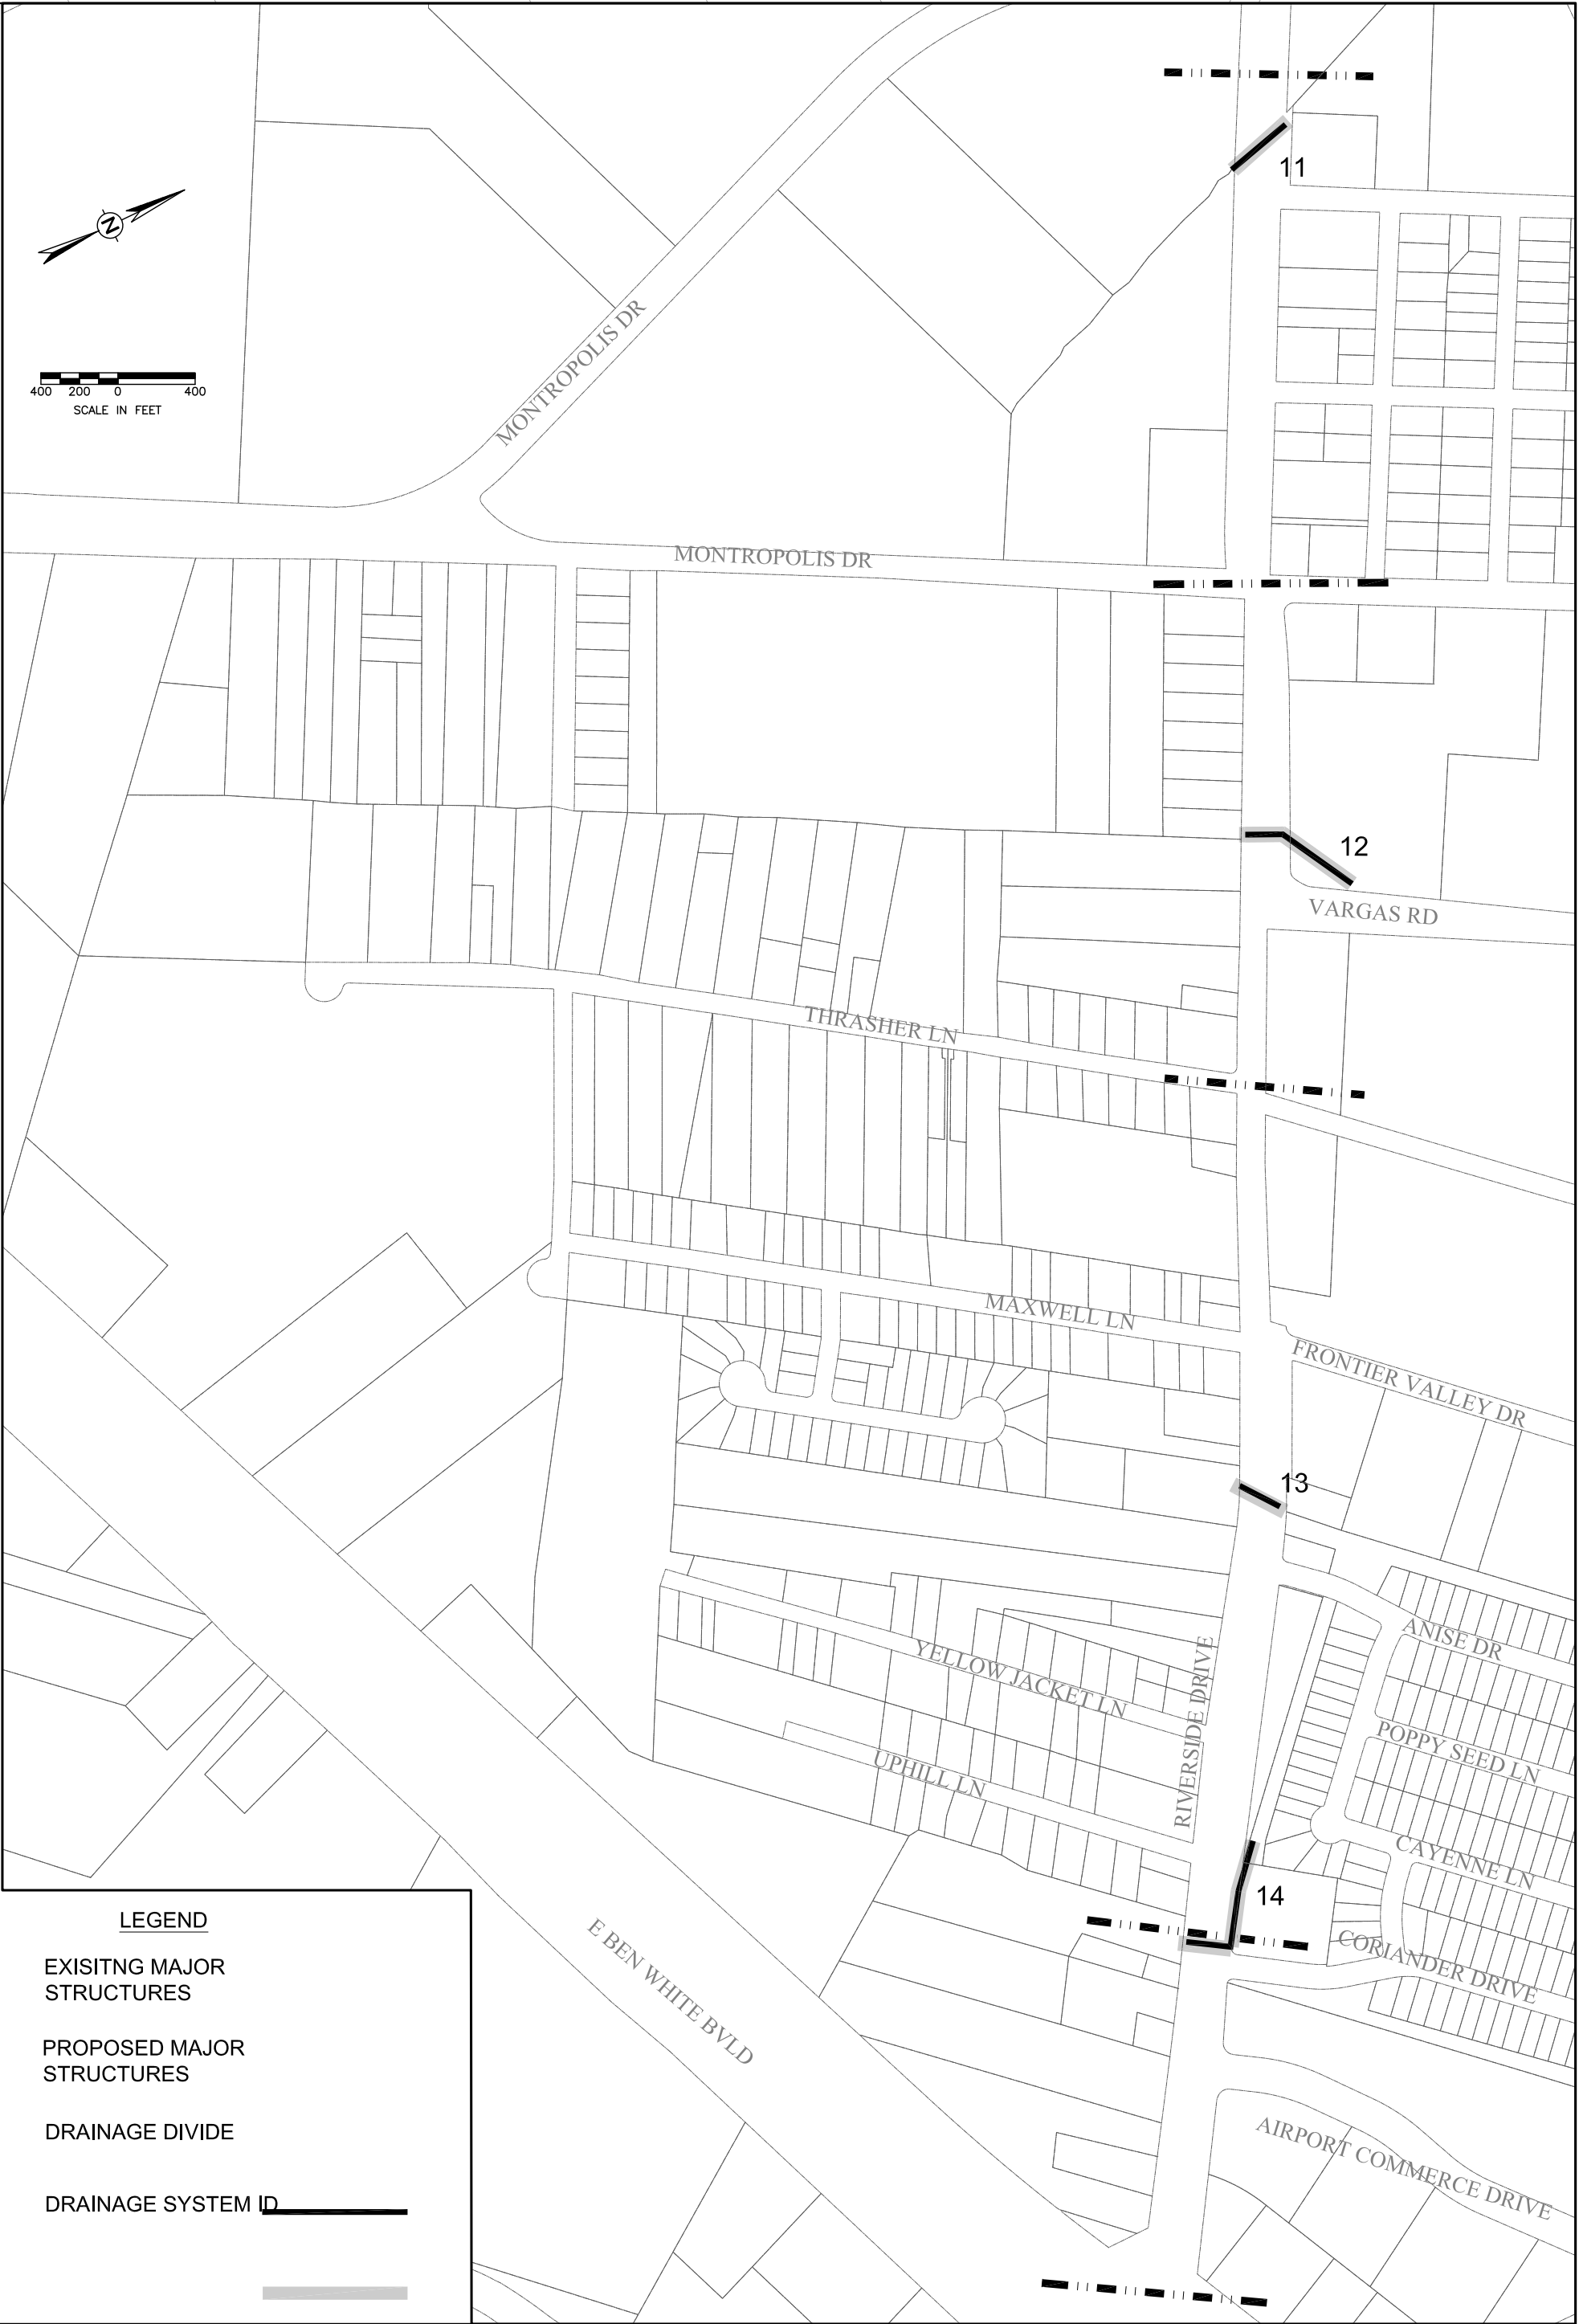 11
N
MONTROPOLIS DR
400 200 0 400
SCALE IN FEET
MONTROPOLIS DR
12
VARGAS RD
THRASHER LN
MAXWELL LN
FRONTIER VALLEY DR
13
ANISE DR
YELLOW JACKET LN
RIVERSIDE DRIVE
POPPY SEED LN
UPHILL LN
CAYENNE LN
14
CORIANDER DRIVE
E BEN WHITE BVLD
AIRPORT COMMERCE DRIVE
LEGEND
EXISITNG MAJOR
STRUCTURES
PROPOSED MAJOR
STRUCTURES
DRAINAGE DIVIDE
DRAINAGE SYSTEM ID